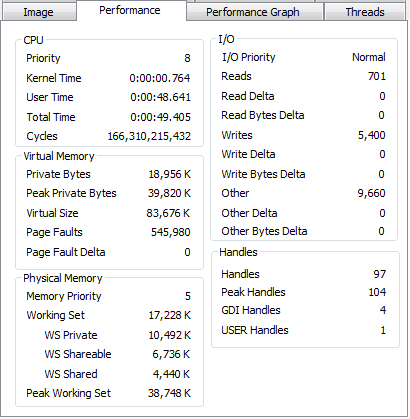 Image Performance Performance Graph Threads
CPU
Priority 8
Kernel Time 0:00:00.764
User Time 0:00:48.641
Total Time 0:00:49.405
Cycles 166,310,215,432
Virtual Memory
Private Bytes 18,956 K
Peak Private Bytes 39,820 K
Virtual Size 83,676 K
Page Faults 545,980
Page Fault Delta 0
Physical Memory
Memory Priority 5
Working Set 17,228 K
WS Private 10,492 K
WS Shareable 6,736 K
WS Shared 4,440 K
Peak Working Set 38,748 K
I/O
I/O Priority Normal
Reads 701
Read Delta 0
Read Bytes Delta 0
Writes 5,400
Write Delta 0
Write Bytes Delta 0
Other 9,660
Other Delta 0
Other Bytes Delta 0
Handles
Handles 97
Peak Handles 104
GDI Handles 4
USER Handles 1